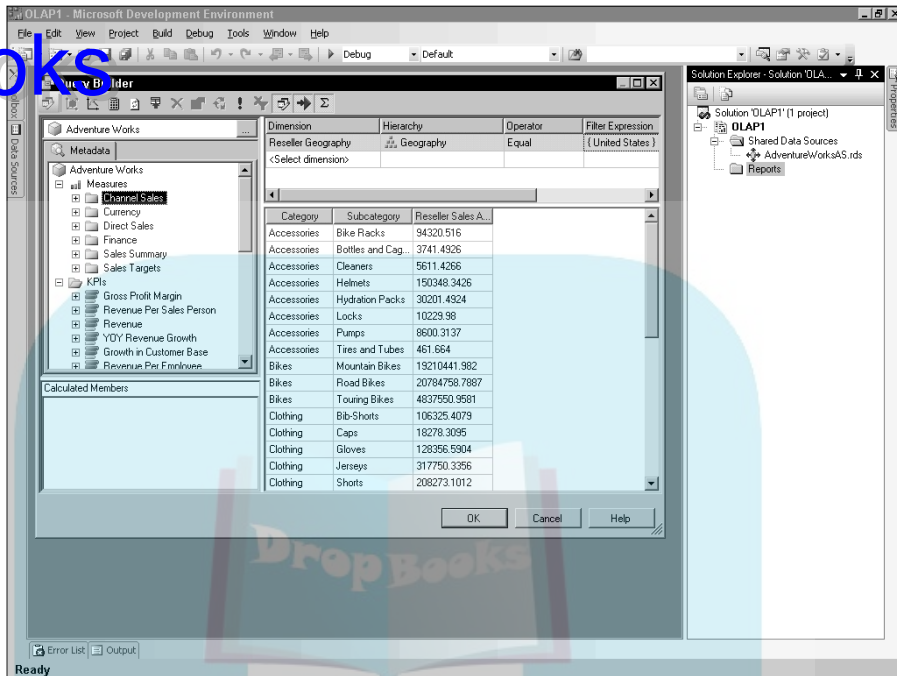 OLAP1 - Microsoft Development Environment
File Edit View Project Build Debug Tools Window Help
Debug Default
oks
Query Builder
Adventure Works ...
Metadata
Adventure Works
Measures
Channel Sales
Currency
Direct Sales
Finance
Sales Summary
Sales Targets
KPIs
Gross Profit Margin
Revenue Per Sales Person
Revenue
YOY Revenue Growth
Growth in Customer Base
Revenue Per Employee
Calculated Members
Dimension Hierarchy Operator Filter Expression
Reseller Geography Geography Equal { United States }
<Select dimension>
Category Subcategory Reseller Sales A...
Accessories Bike Racks 94320.516
Accessories Bottles and Cag... 3741.4926
Accessories Cleaners 5611.4266
Accessories Helmets 150348.3426
Accessories Hydration Packs 30201.4924
Accessories Locks 10229.98
Accessories Pumps 8600.3137
Accessories Tires and Tubes 461.664
Bikes Mountain Bikes 19210441.982
Bikes Road Bikes 20784758.7887
Bikes Touring Bikes 4837550.9581
Clothing Bib-Shorts 106325.4079
Clothing Caps 18278.3095
Clothing Gloves 128356.5904
Clothing Jerseys 317750.3356
Clothing Shorts 208273.1012
OK Cancel Help
DropBooks
Solution Explorer - Solution 'OLA...
Solution 'OLAP1' (1 project)
OLAP1
Shared Data Sources
AdventureWorksAS.rds
Reports
Properties
Data Sources
Error List Output
Ready